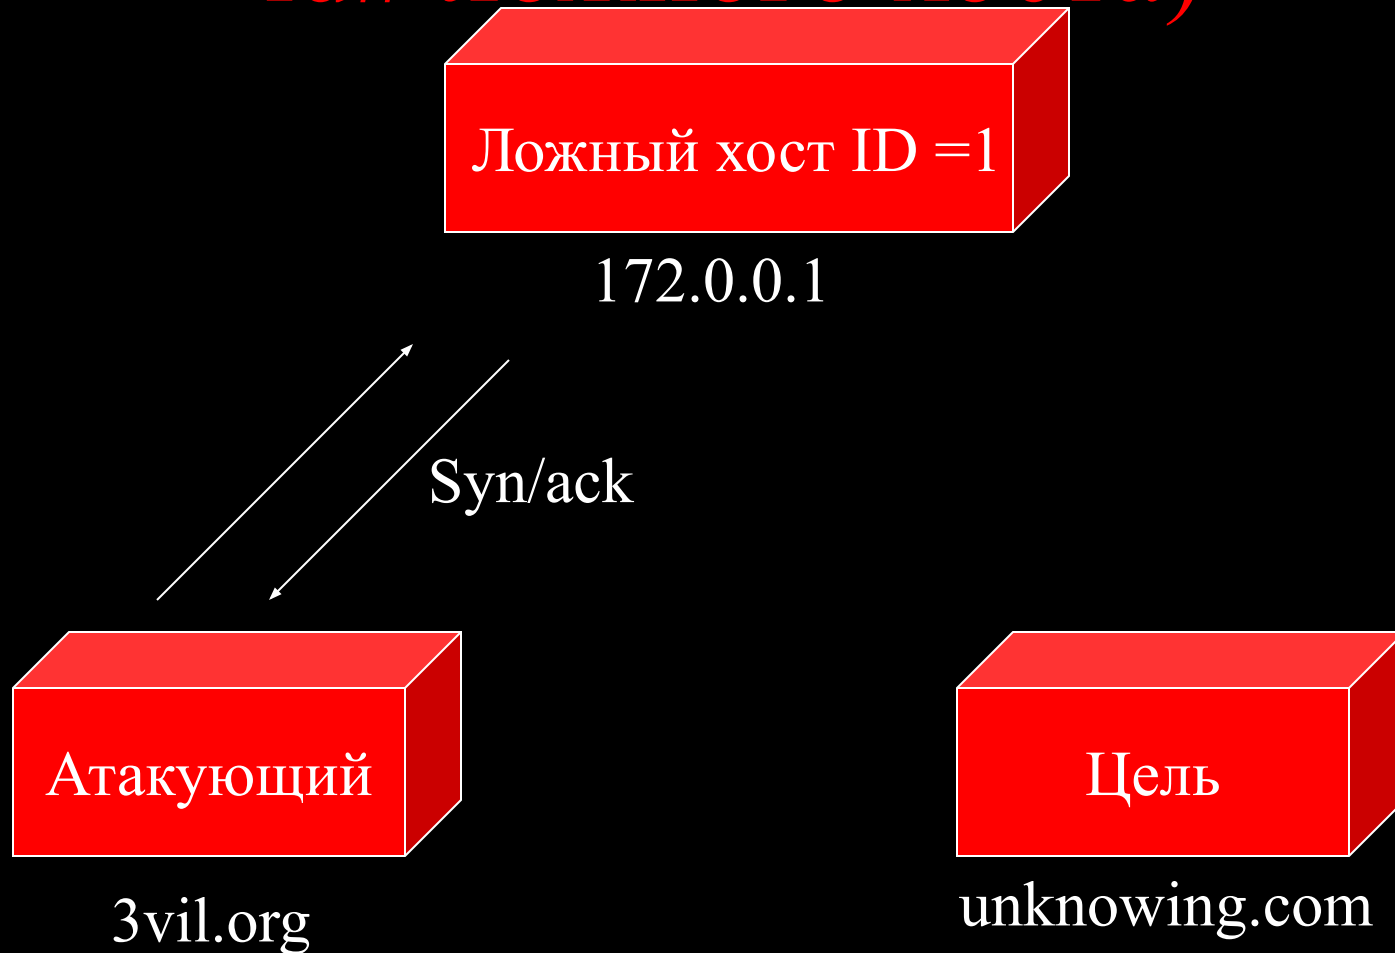 Ложный хост ID =1
172.0.0.1
Syn/ack
Атакующий
Цель
3vil.org
unknowing.com